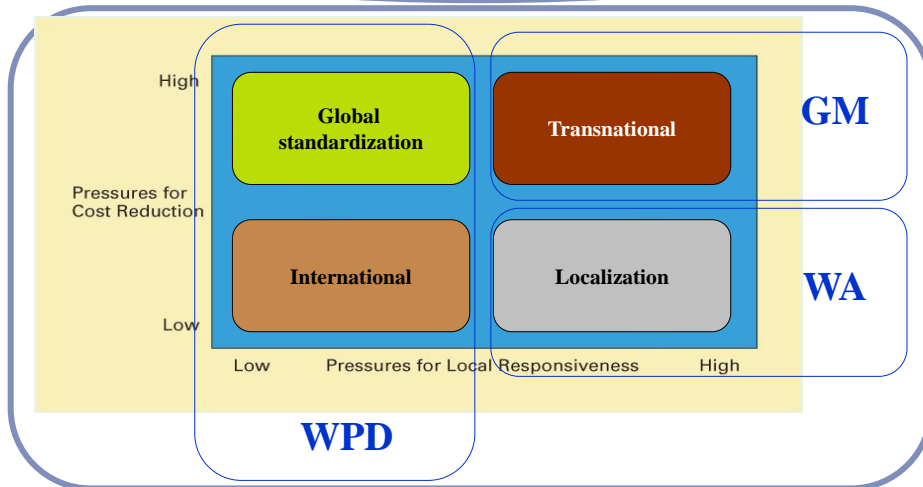 High
Global
standardization
Transnational
GM
Pressures for
Cost Reduction
International
Localization
WA
Low
Low
Pressures for Local Responsiveness
High
WPD